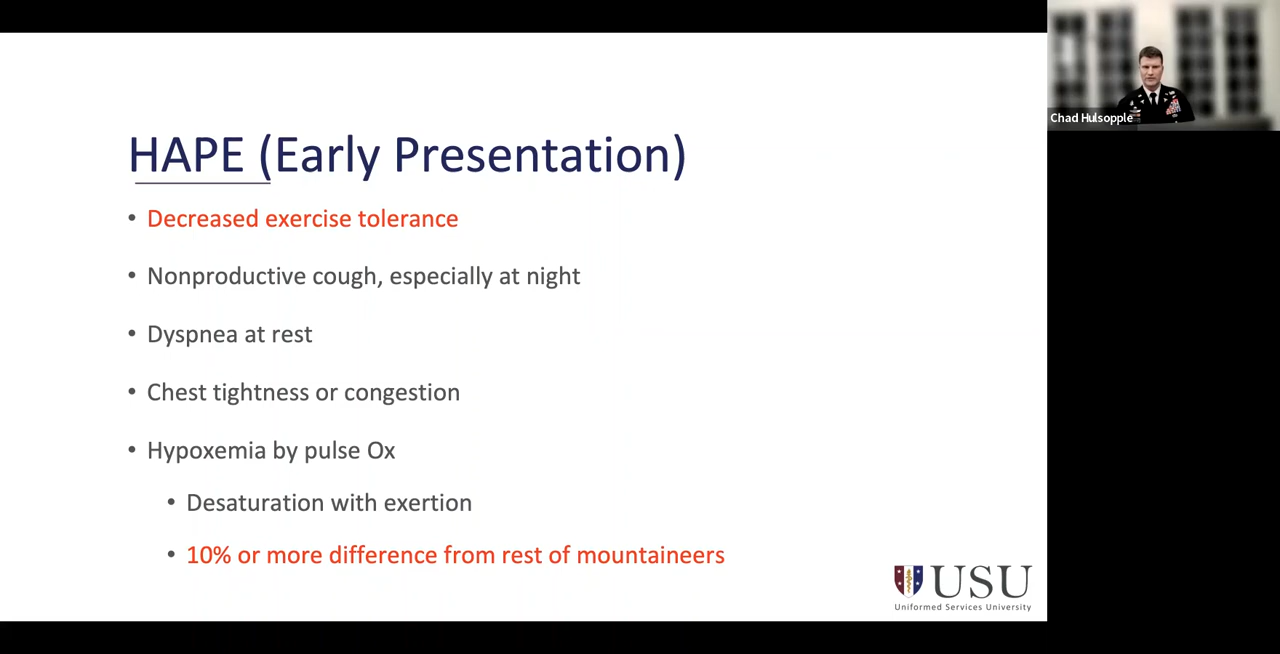 HAPE (Early Presentation)
• Decreased exercise tolerance
• Nonproductive cough, especially at night
• Dyspnea at rest
• Chest tightness or congestion
• Hypoxemia by pulse Ox
• Desaturation with exertion
• 10% or more difference from rest of mountaineers
USU
Uniformed Services University
Chad Hulsopple